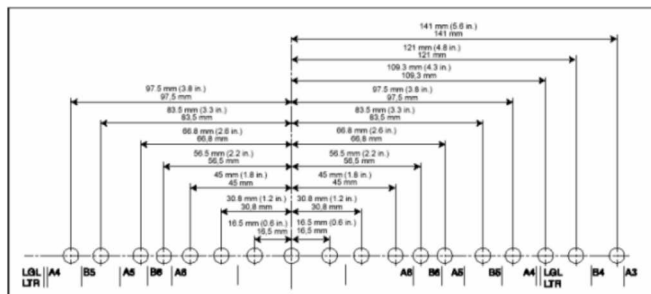 141 mm (5.6 in.)
141 mm
121 mm (4.8 in.)
121 mm
109.3 mm (4.3 in.)
109,3 mm
97.5 mm (3.8 in.) 97.5 mm (3.8 in.)
97,5 mm 97,5 mm
83.5 mm (3.3 in.) 83.5 mm (3.3 in.)
83,5 mm 83,5 mm
66.8 mm (2.6 in.) 66.8 mm (2.6 in.)
66,8 mm 66,8 mm
56.5 mm (2.2 in.) 56.5 mm (2.2 in.)
56,5 mm 56,5 mm
45 mm (1.8 in.) 45 mm (1.8 in.)
45 mm 45 mm
30.8 mm (1.2 in.) 30.8 mm (1.2 in.)
30,8 mm 30,8 mm
16.5 mm (0.6 in.) 16.5 mm (0.6 in.)
16,5 mm 16,5 mm
LGL A4 B5 A5 B6 A6 A6 B6 A5 B5 A4 LGL B4 A3
LTR LTR